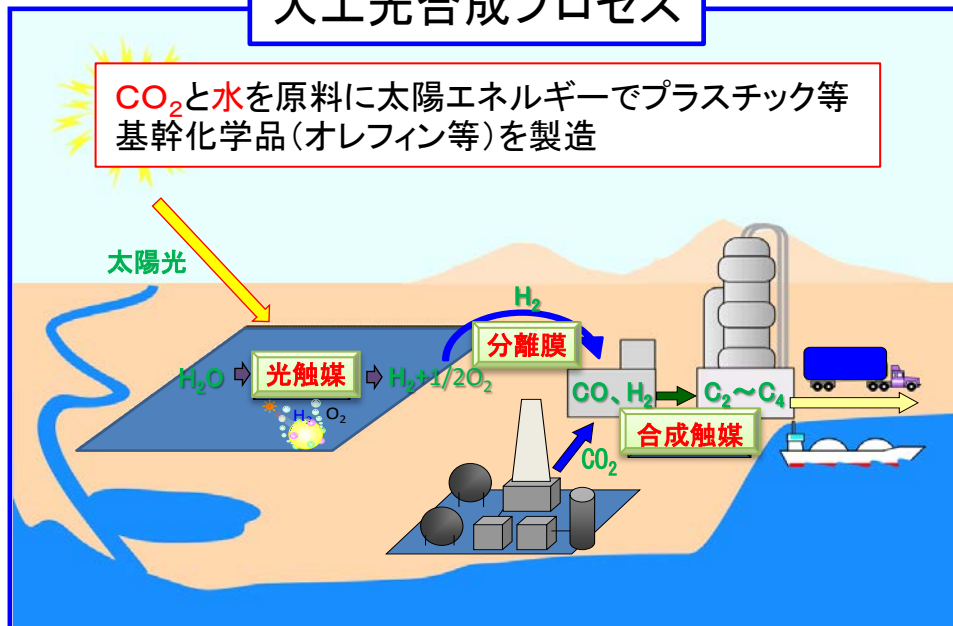 人工光合成プロセス
CO₂と水を原料に太陽エネルギーでプラスチック等
基幹化学品(オレフィン等)を製造
太陽光
H₂
分離膜
H₂O
光触媒
H₂+1/2O₂
CO、H₂
C₂～C₄
H₂
O₂
合成触媒
CO₂